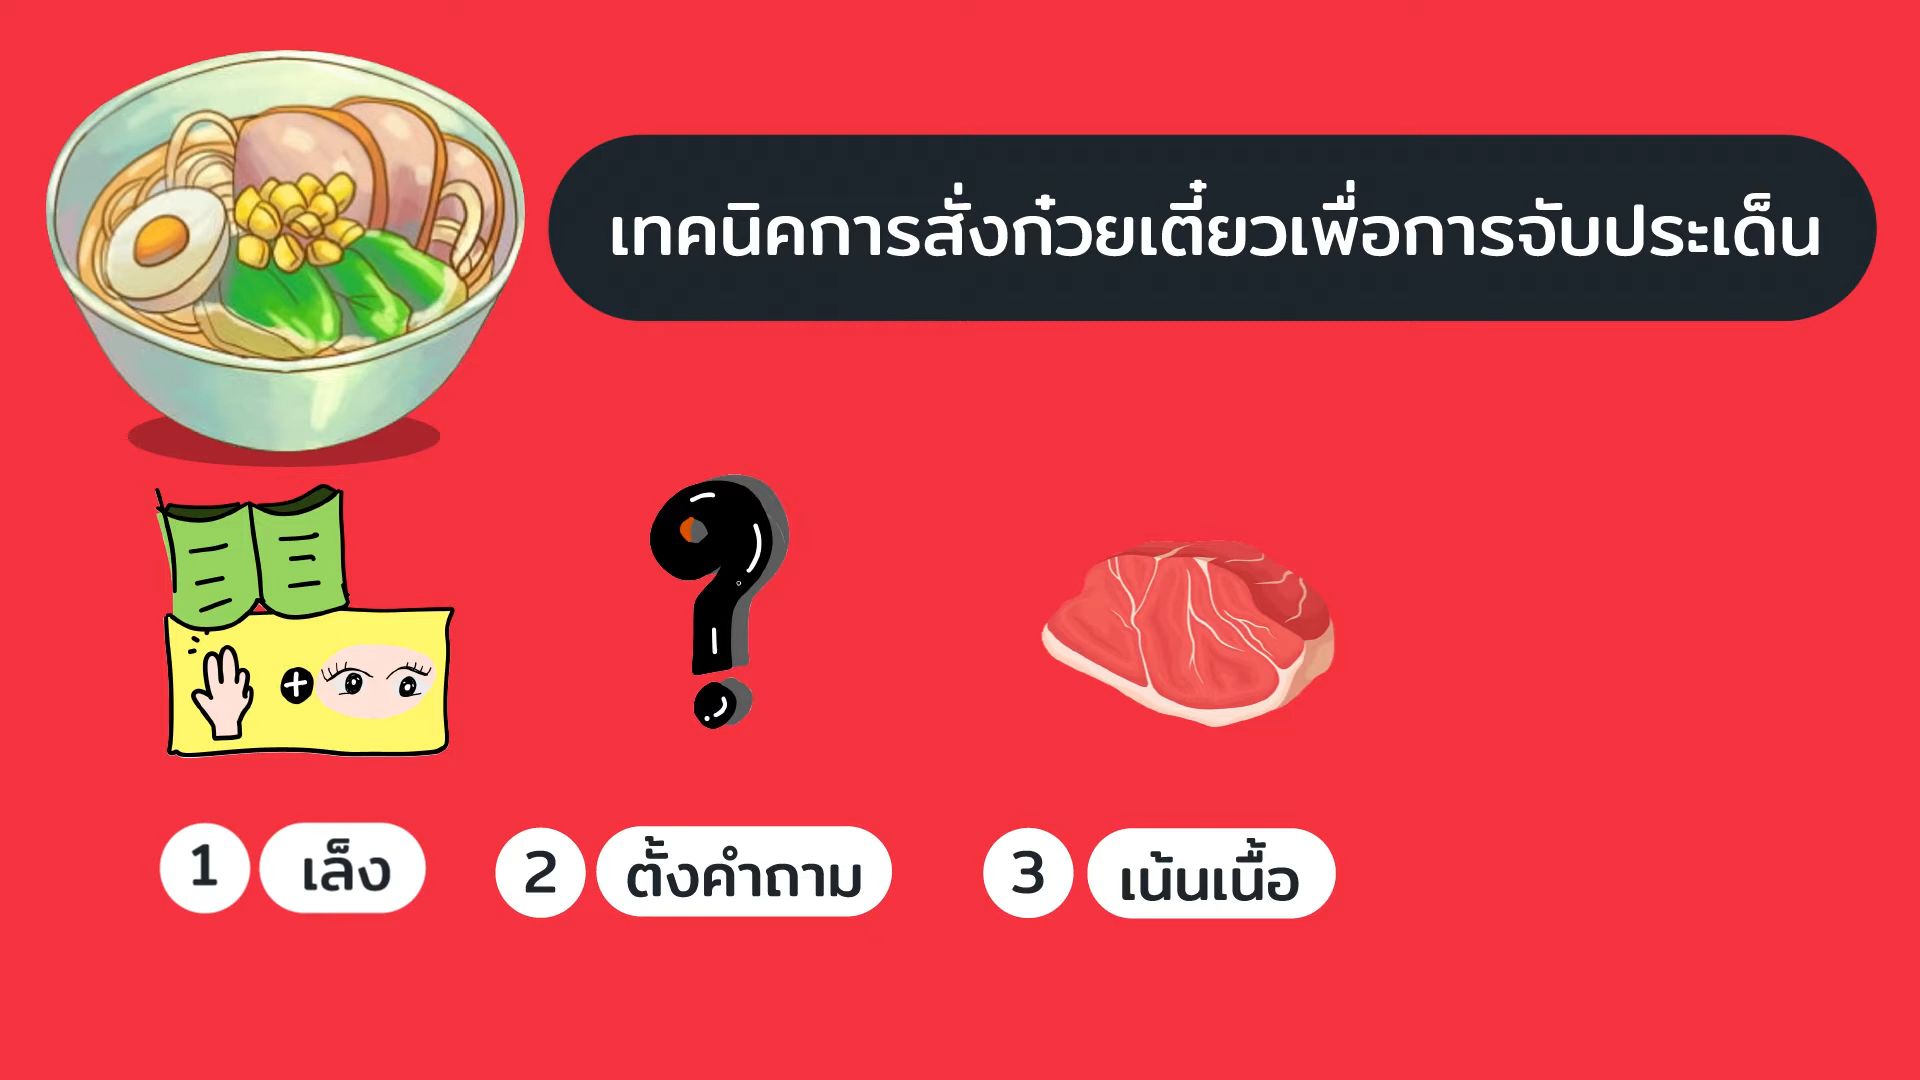 เทคนิคการสั่งก๋วยเตี๋ยวเพื่อการจับประเด็น
1 เล็ง
2 ตั้งคำถาม
3 เน้นเนื้อ